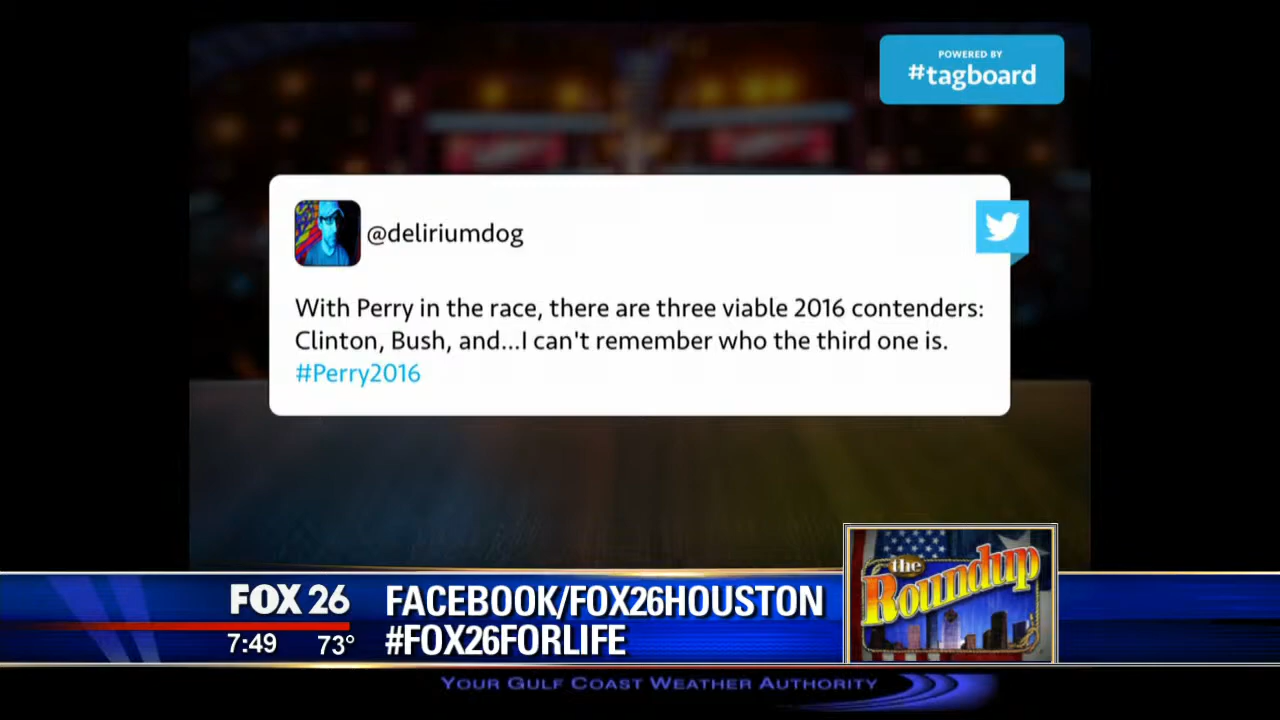 POWERED BY
#tagboard
@deliriumdog
With Perry in the race, there are three viable 2016 contenders:
Clinton, Bush, and...I can't remember who the third one is.
#Perry2016
the
Roundup
FOX 26
FACEBOOK/FOX26HOUSTON
7:49 73°
#FOX26FORLIFE
YOUR GULF COAST WEATHER AUTHORITY